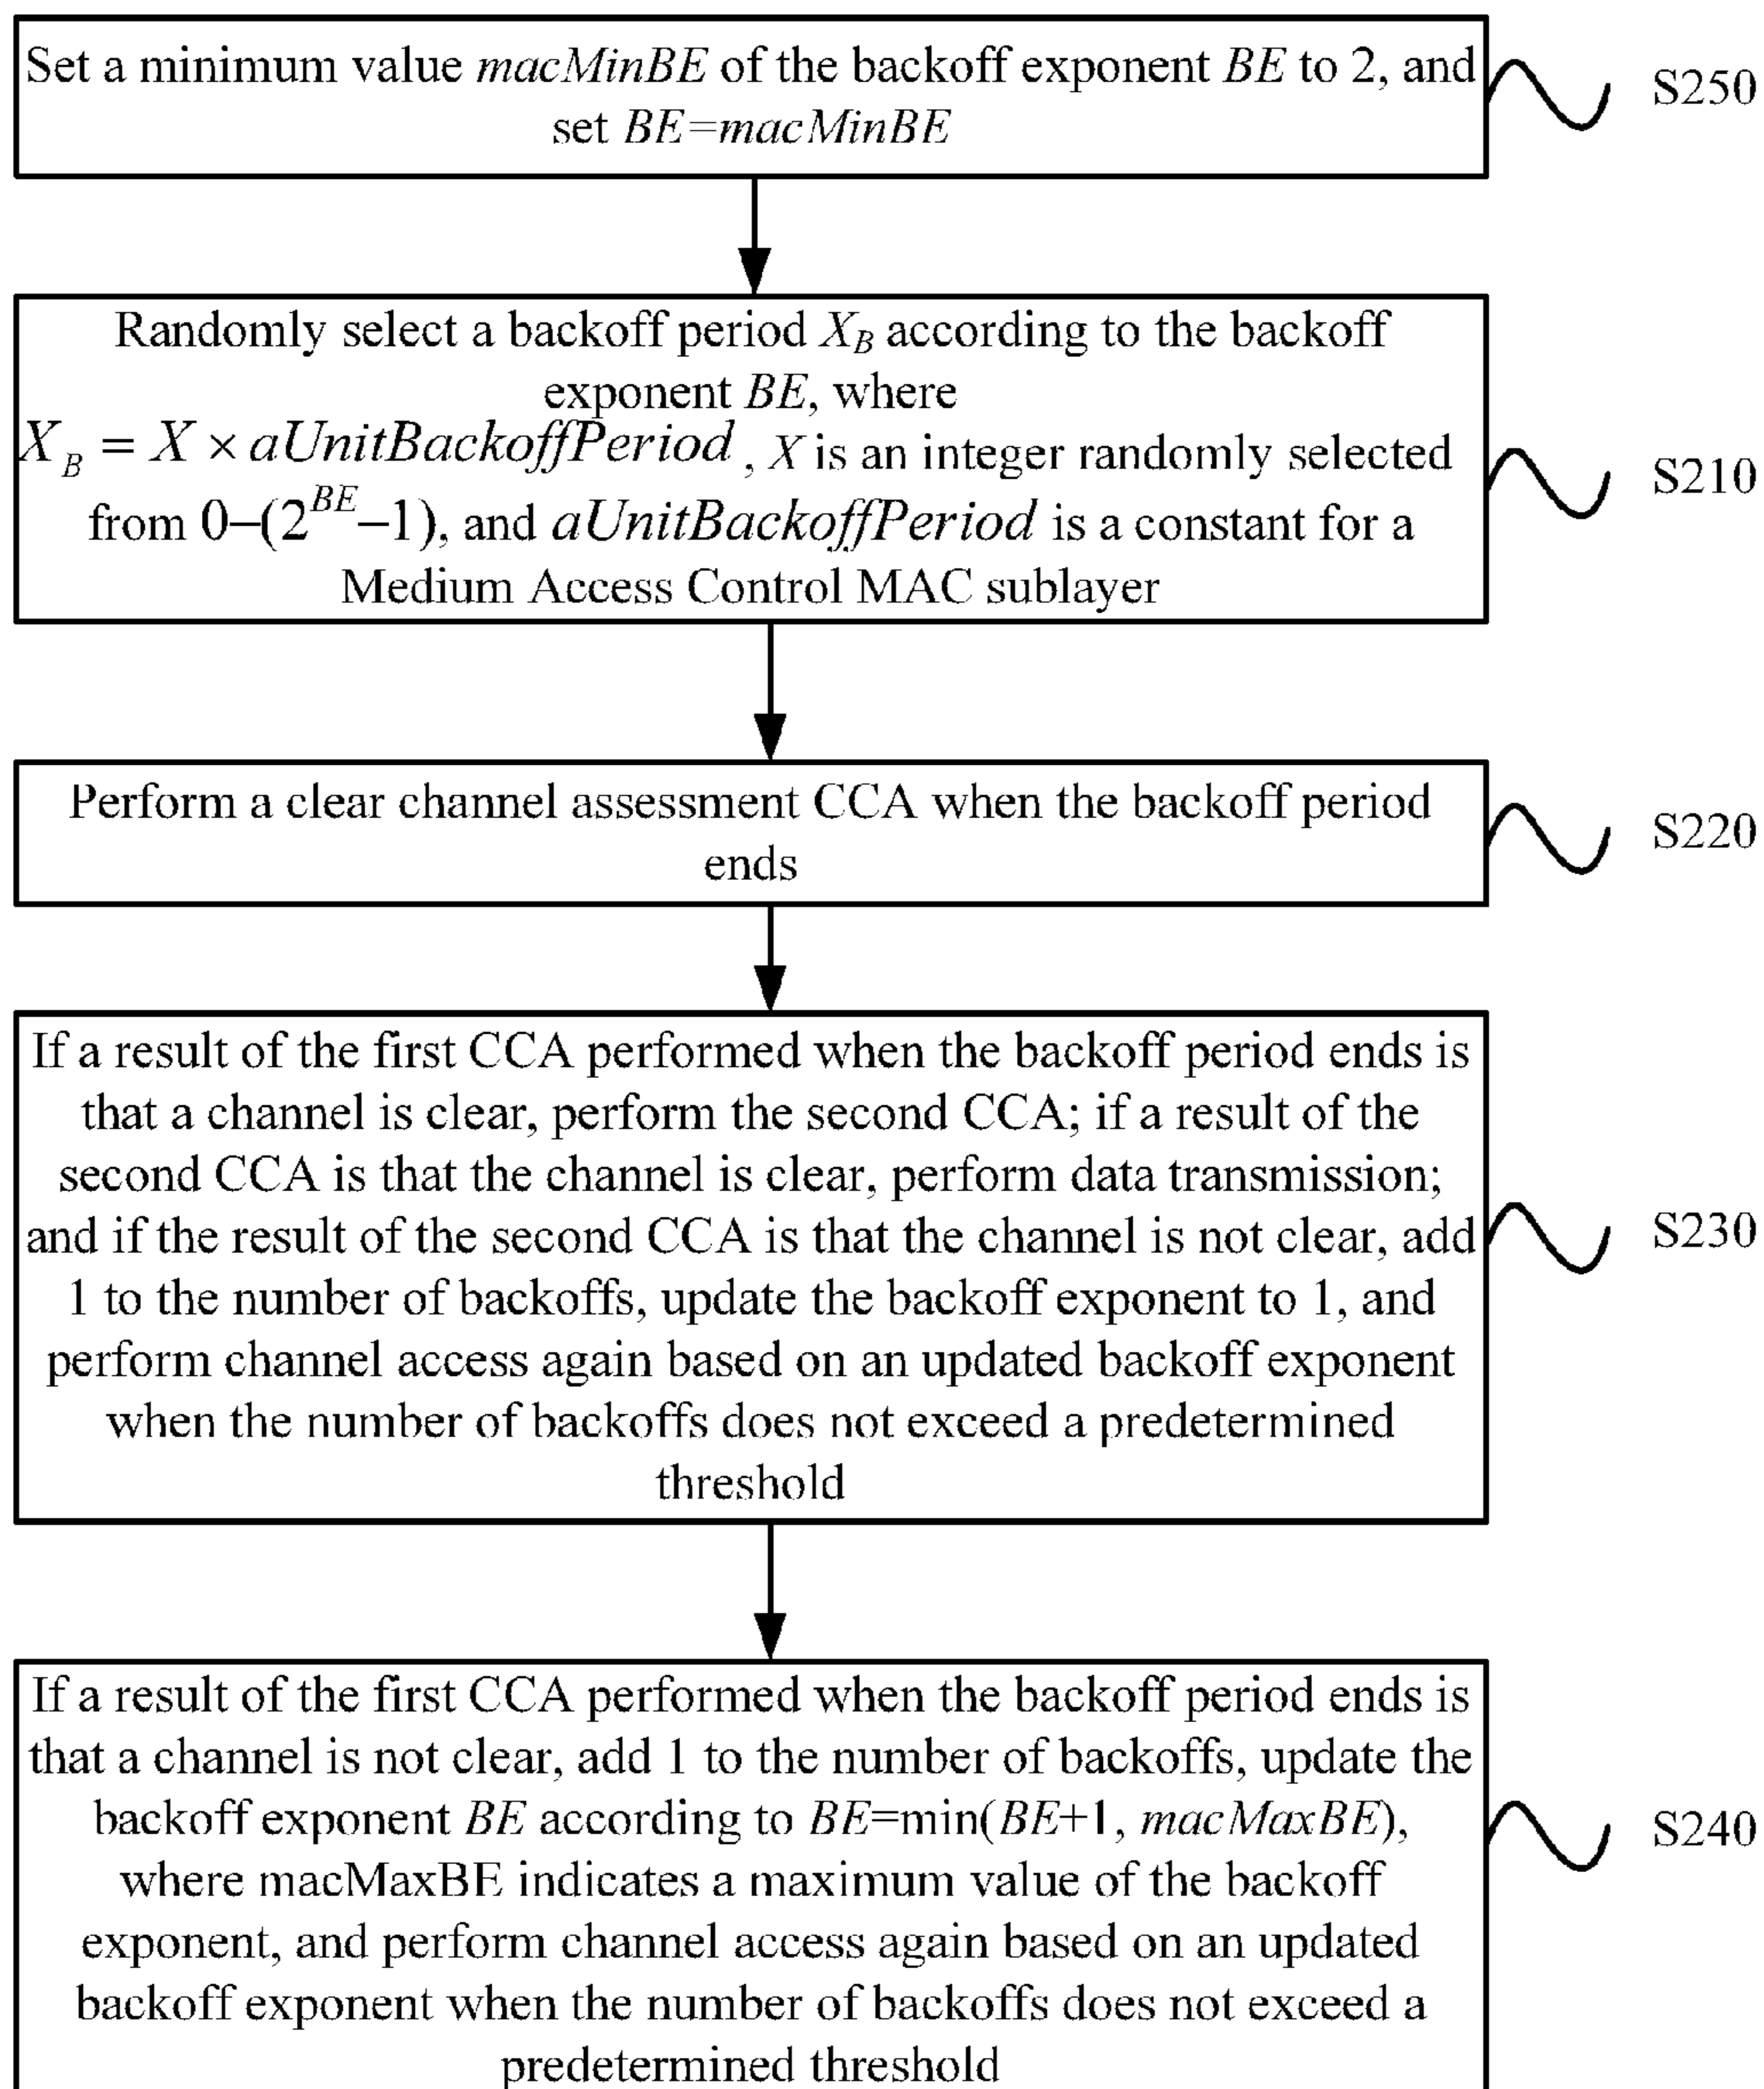 Set a minimum value macMinBE of the backoff exponent BE to 2, and
set BE=macMinBE
S250
Randomly select a backoff period X_B according to the backoff
exponent BE, where
X_B = X × aUnitBackoffPeriod , X is an integer randomly selected
from 0–(2^BE–1), and aUnitBackoffPeriod is a constant for a
Medium Access Control MAC sublayer
S210
Perform a clear channel assessment CCA when the backoff period
ends
S220
If a result of the first CCA performed when the backoff period ends is
that a channel is clear, perform the second CCA; if a result of the
second CCA is that the channel is clear, perform data transmission;
and if the result of the second CCA is that the channel is not clear, add
1 to the number of backoffs, update the backoff exponent to 1, and
perform channel access again based on an updated backoff exponent
when the number of backoffs does not exceed a predetermined
threshold
S230
If a result of the first CCA performed when the backoff period ends is
that a channel is not clear, add 1 to the number of backoffs, update the
backoff exponent BE according to BE=min(BE+1, macMaxBE),
where macMaxBE indicates a maximum value of the backoff
exponent, and perform channel access again based on an updated
backoff exponent when the number of backoffs does not exceed a
predetermined threshold
S240